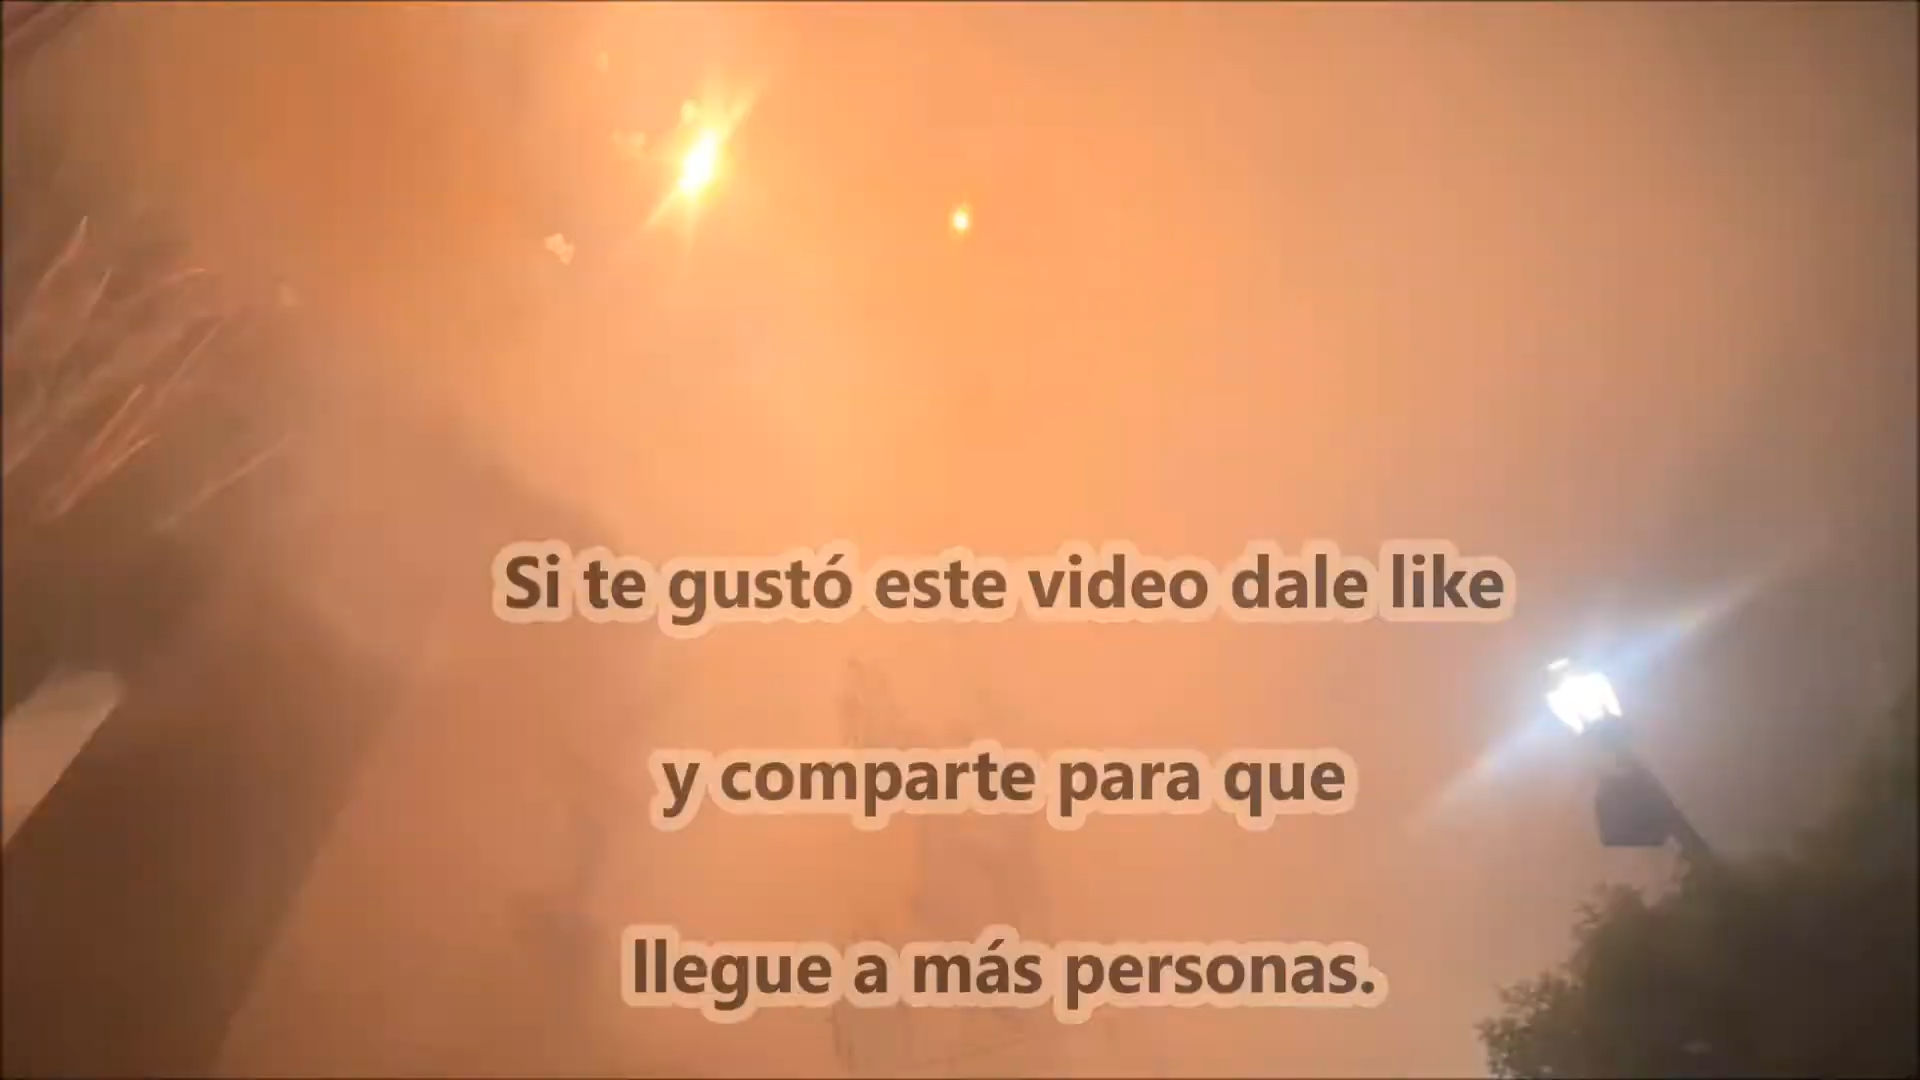 Si te gustó este video dale like
y comparte para que
llegue a más personas.